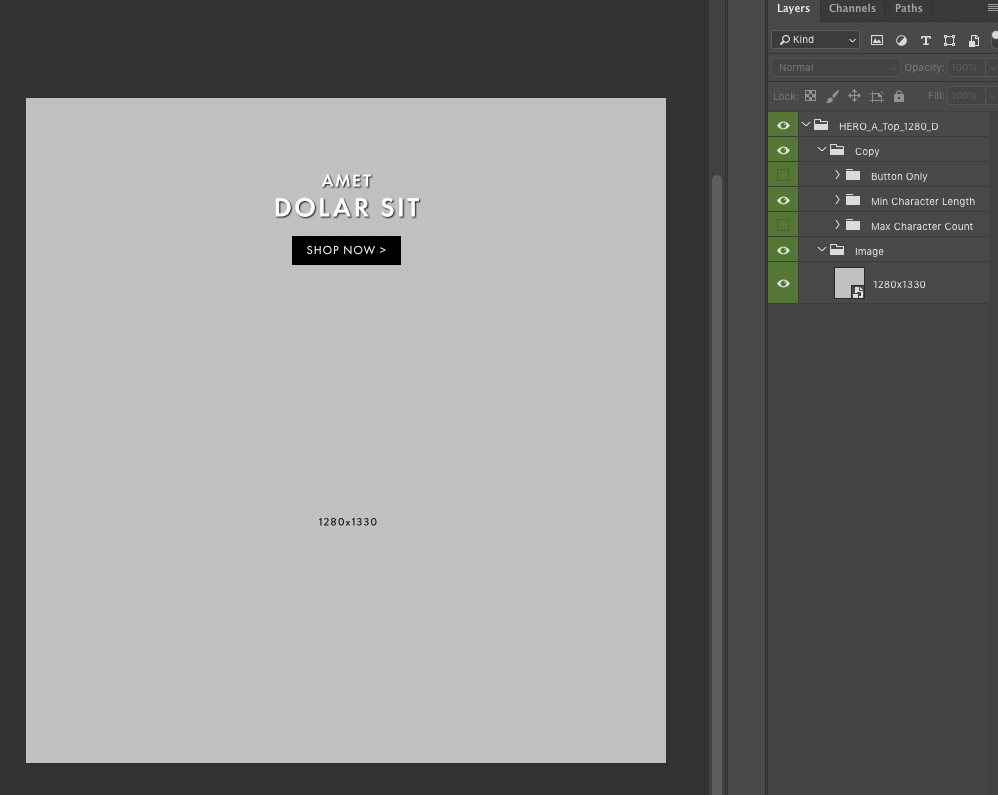 Layers Channels Paths
Kind
Normal Opacity: 100%
Lock: Fill: 100%
HERO_A_Top_1280_D
Copy
Button Only
Min Character Length
Max Character Count
Image
1280x1330
AMET
DOLAR SIT
SHOP NOW >
1280x1330